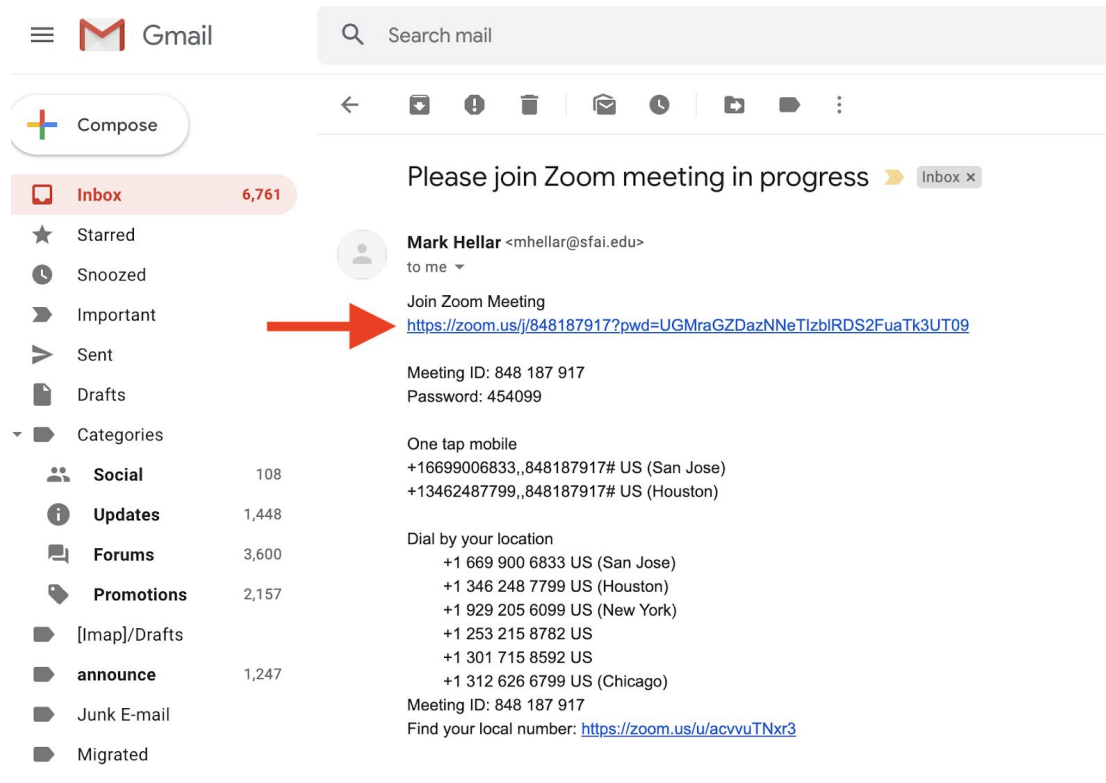 Gmail
Search mail
Compose
Inbox 6,761
Starred
Snoozed
Important
Sent
Drafts
Categories
Social 108
Updates 1,448
Forums 3,600
Promotions 2,157
[Imap]/Drafts
announce 1,247
Junk E-mail
Migrated
Please join Zoom meeting in progress Inbox x
Mark Hellar <mhellar@sfai.edu>
to me
Join Zoom Meeting
https://zoom.us/j/848187917?pwd=UGMraGZDazNNeTIzblRDS2FuaTk3UT09
Meeting ID: 848 187 917
Password: 454099
One tap mobile
+16699006833,,848187917# US (San Jose)
+13462487799,,848187917# US (Houston)
Dial by your location
+1 669 900 6833 US (San Jose)
+1 346 248 7799 US (Houston)
+1 929 205 6099 US (New York)
+1 253 215 8782 US
+1 301 715 8592 US
+1 312 626 6799 US (Chicago)
Meeting ID: 848 187 917
Find your local number: https://zoom.us/u/acvvuTNxr3